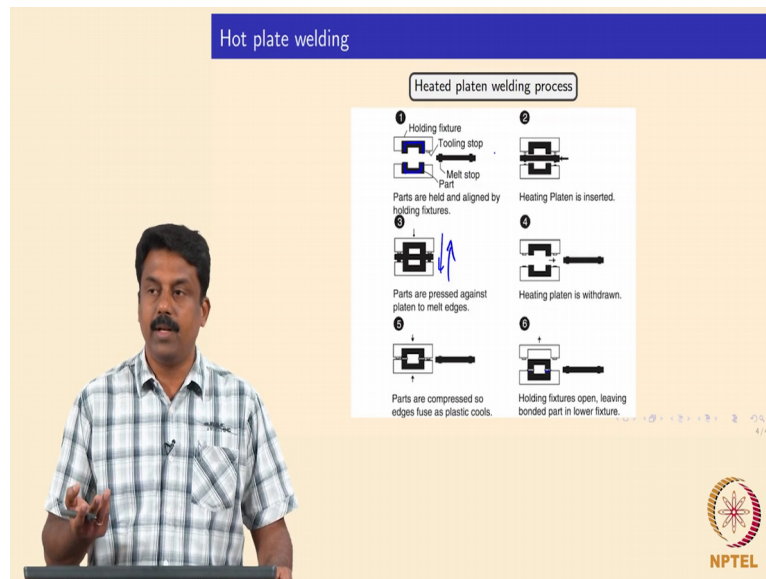 Hot plate welding
Heated platen welding process
1
Holding fixture
Tooling stop
Melt stop
Part
Parts are held and aligned by
holding fixtures.
2
Heating Platen is inserted.
3
Parts are pressed against
platen to melt edges.
4
Heating platen is withdrawn.
5
Parts are compressed so
edges fuse as plastic cools.
6
Holding fixtures open, leaving
bonded part in lower fixture.
NPTEL